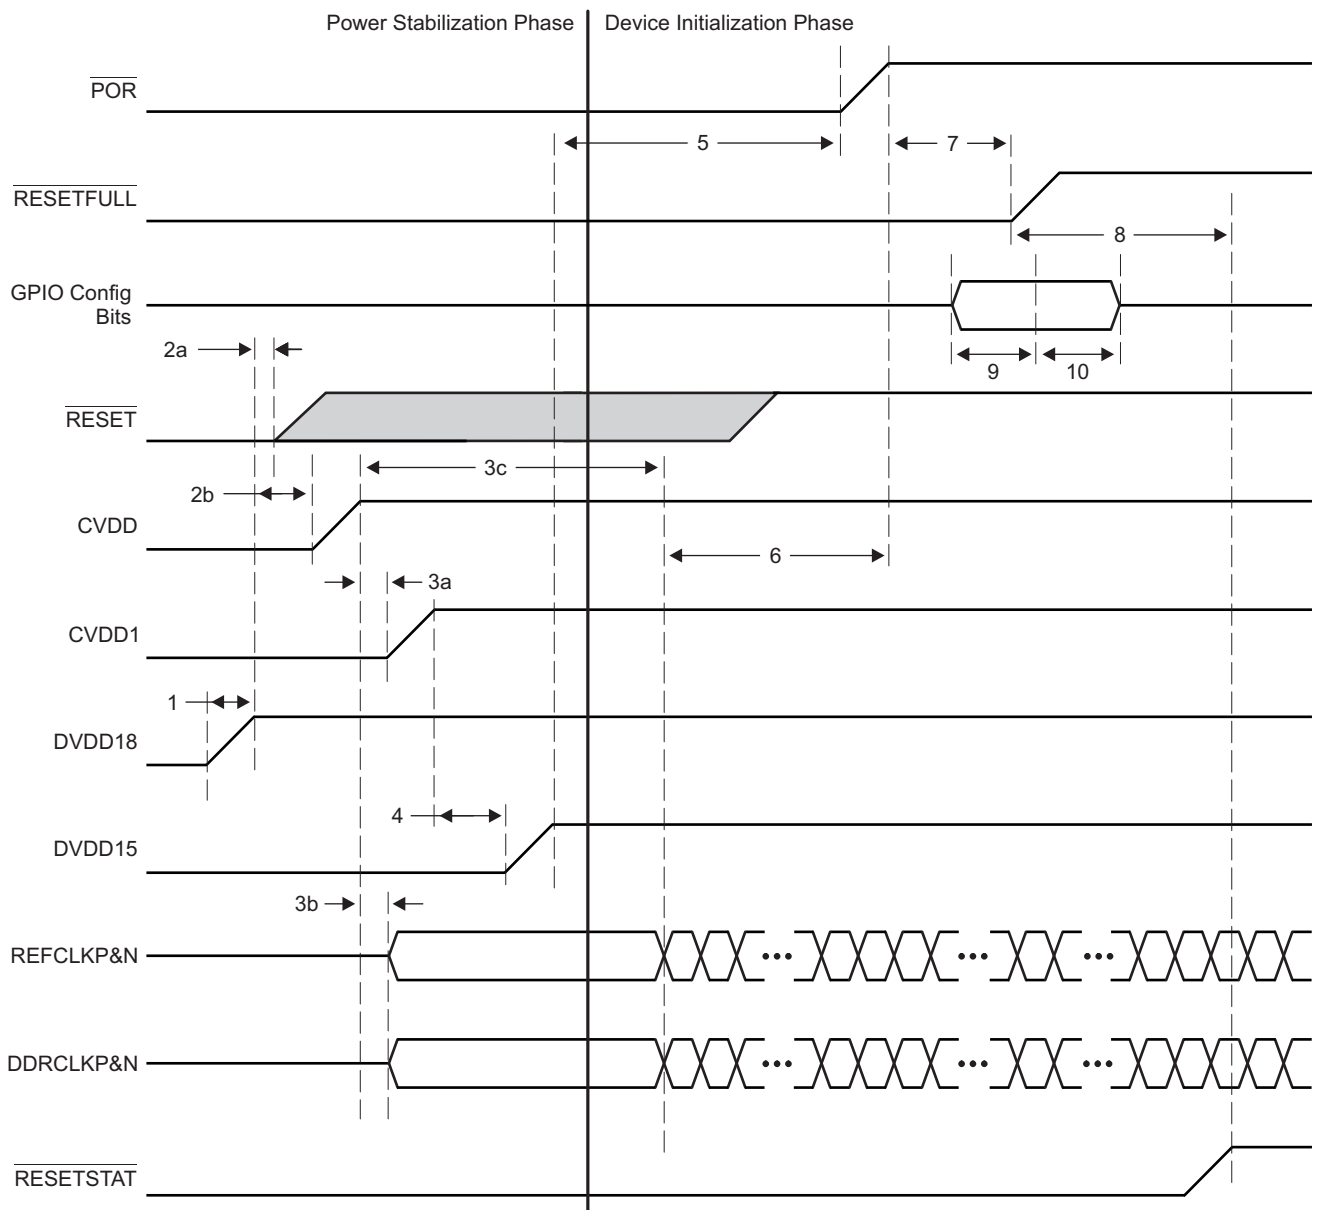 Power Stabilization Phase
Device Initialization Phase
POR
5
7
RESETFULL
8
GPIO Config
Bits
2a
9
10
RESET
3c
2b
CVDD
6
3a
CVDD1
1
DVDD18
4
DVDD15
3b
REFCLKP&N
DDRCLKP&N
RESETSTAT